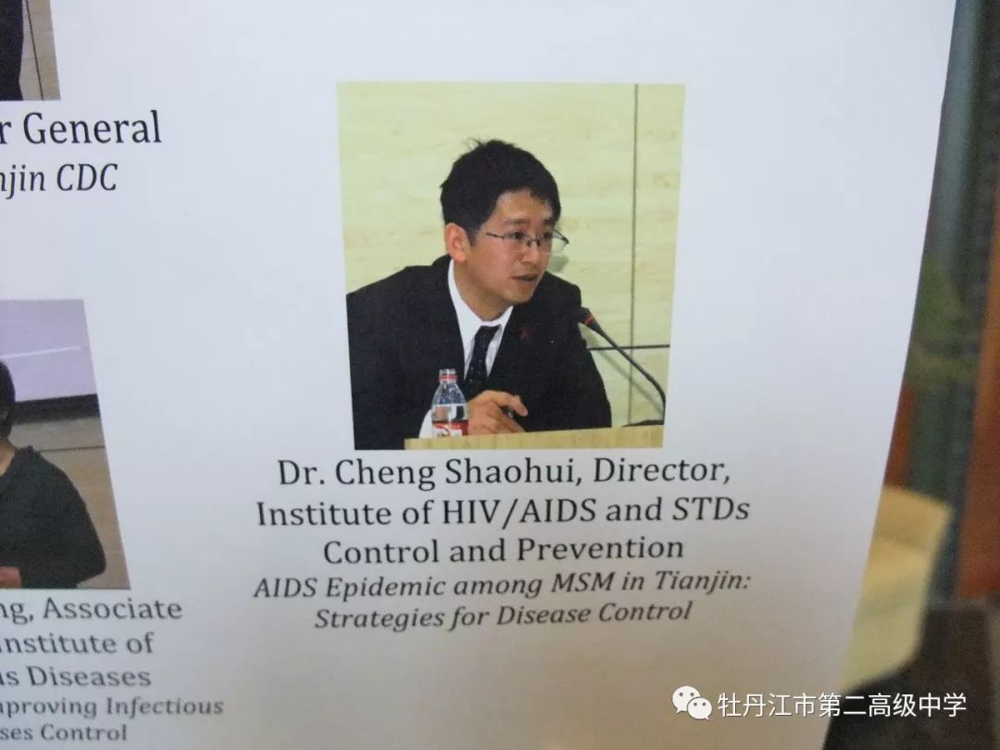 r General
njin CDC
Dr. Cheng Shaohui, Director,
Institute of HIV/AIDS and STDs
Control and Prevention
AIDS Epidemic among MSM in Tianjin:
Strategies for Disease Control
ng, Associate
Institute of
us Diseases
mproving Infectious
ses Control
牡丹江市第二高级中学